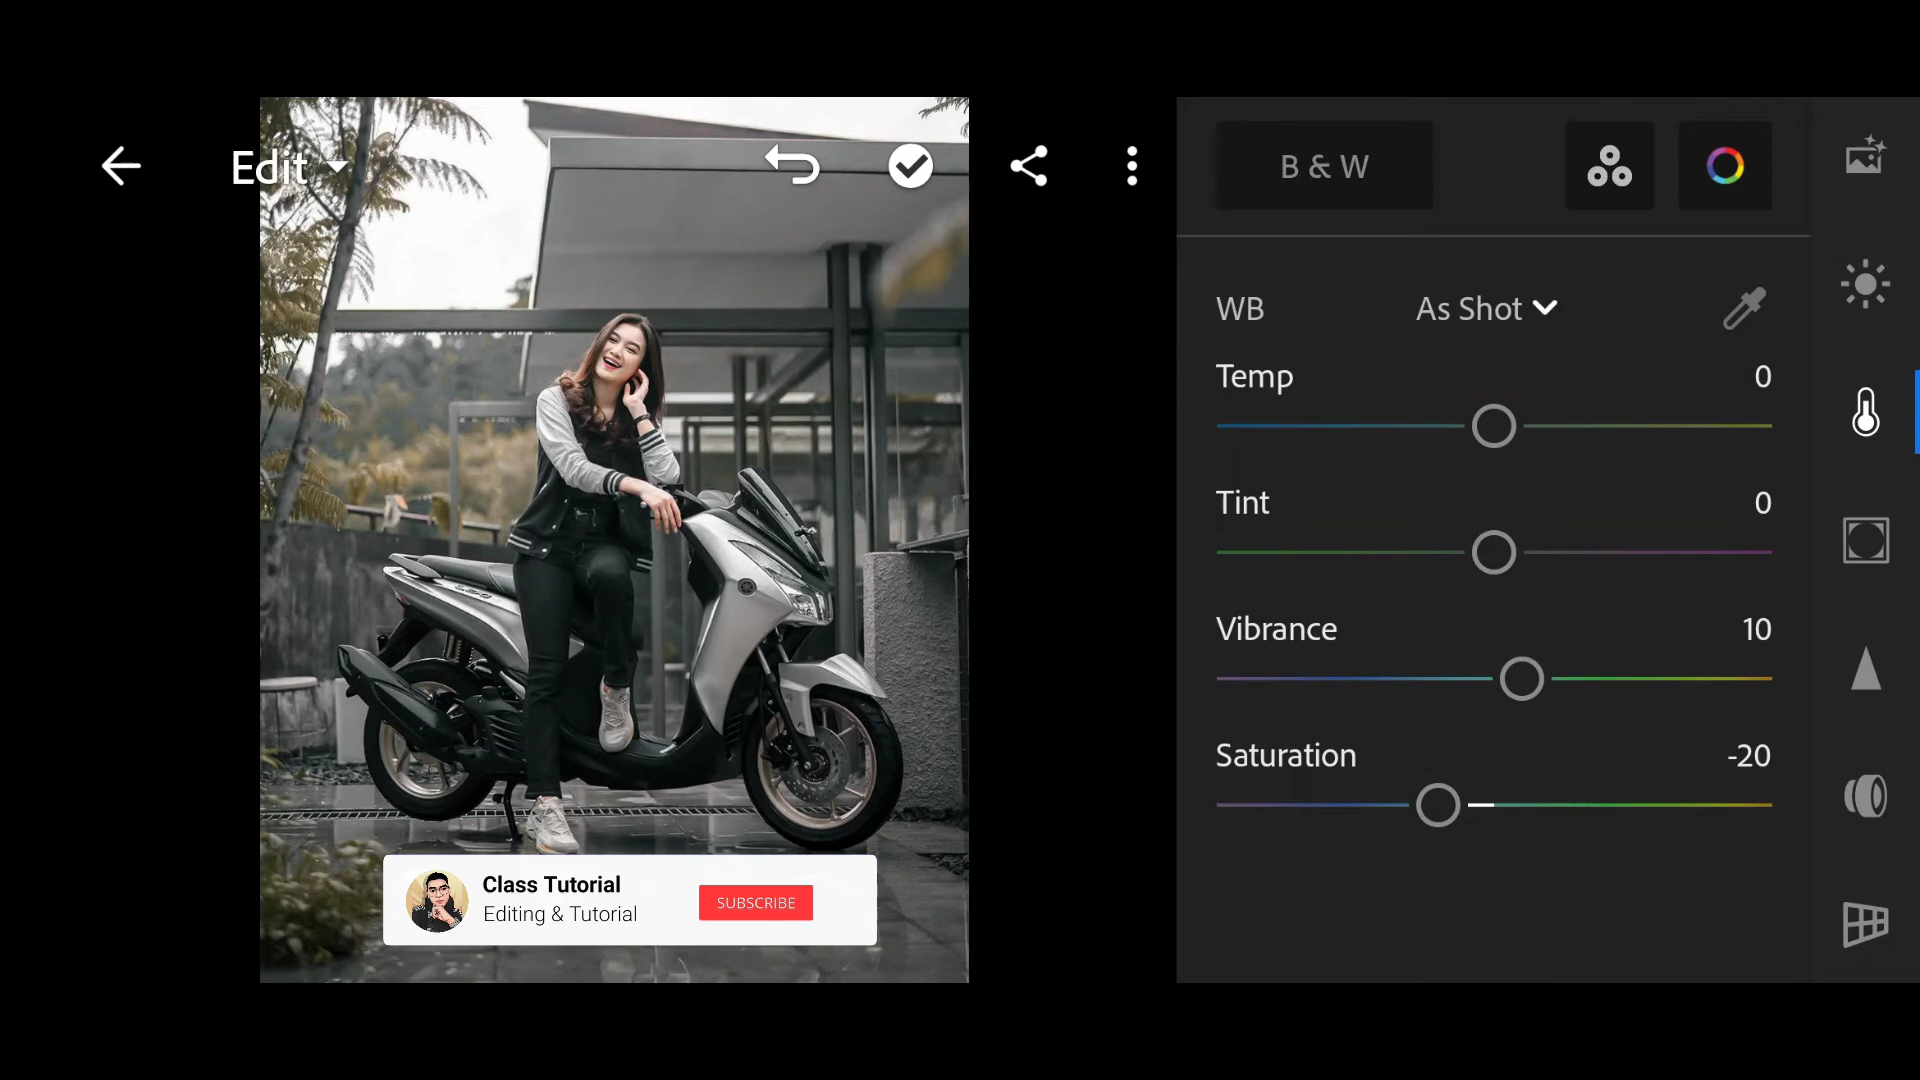 Edit
B & W
WB As Shot
Temp 0
Tint 0
Vibrance 10
Saturation -20
Class Tutorial
Editing & Tutorial
SUBSCRIBE